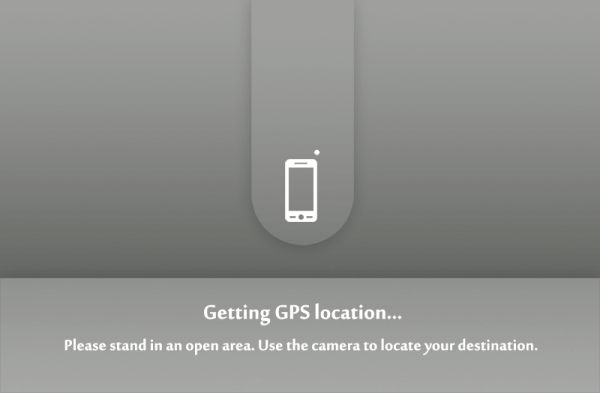 Getting GPS location...
Please stand in an open area. Use the camera to locate your destination.